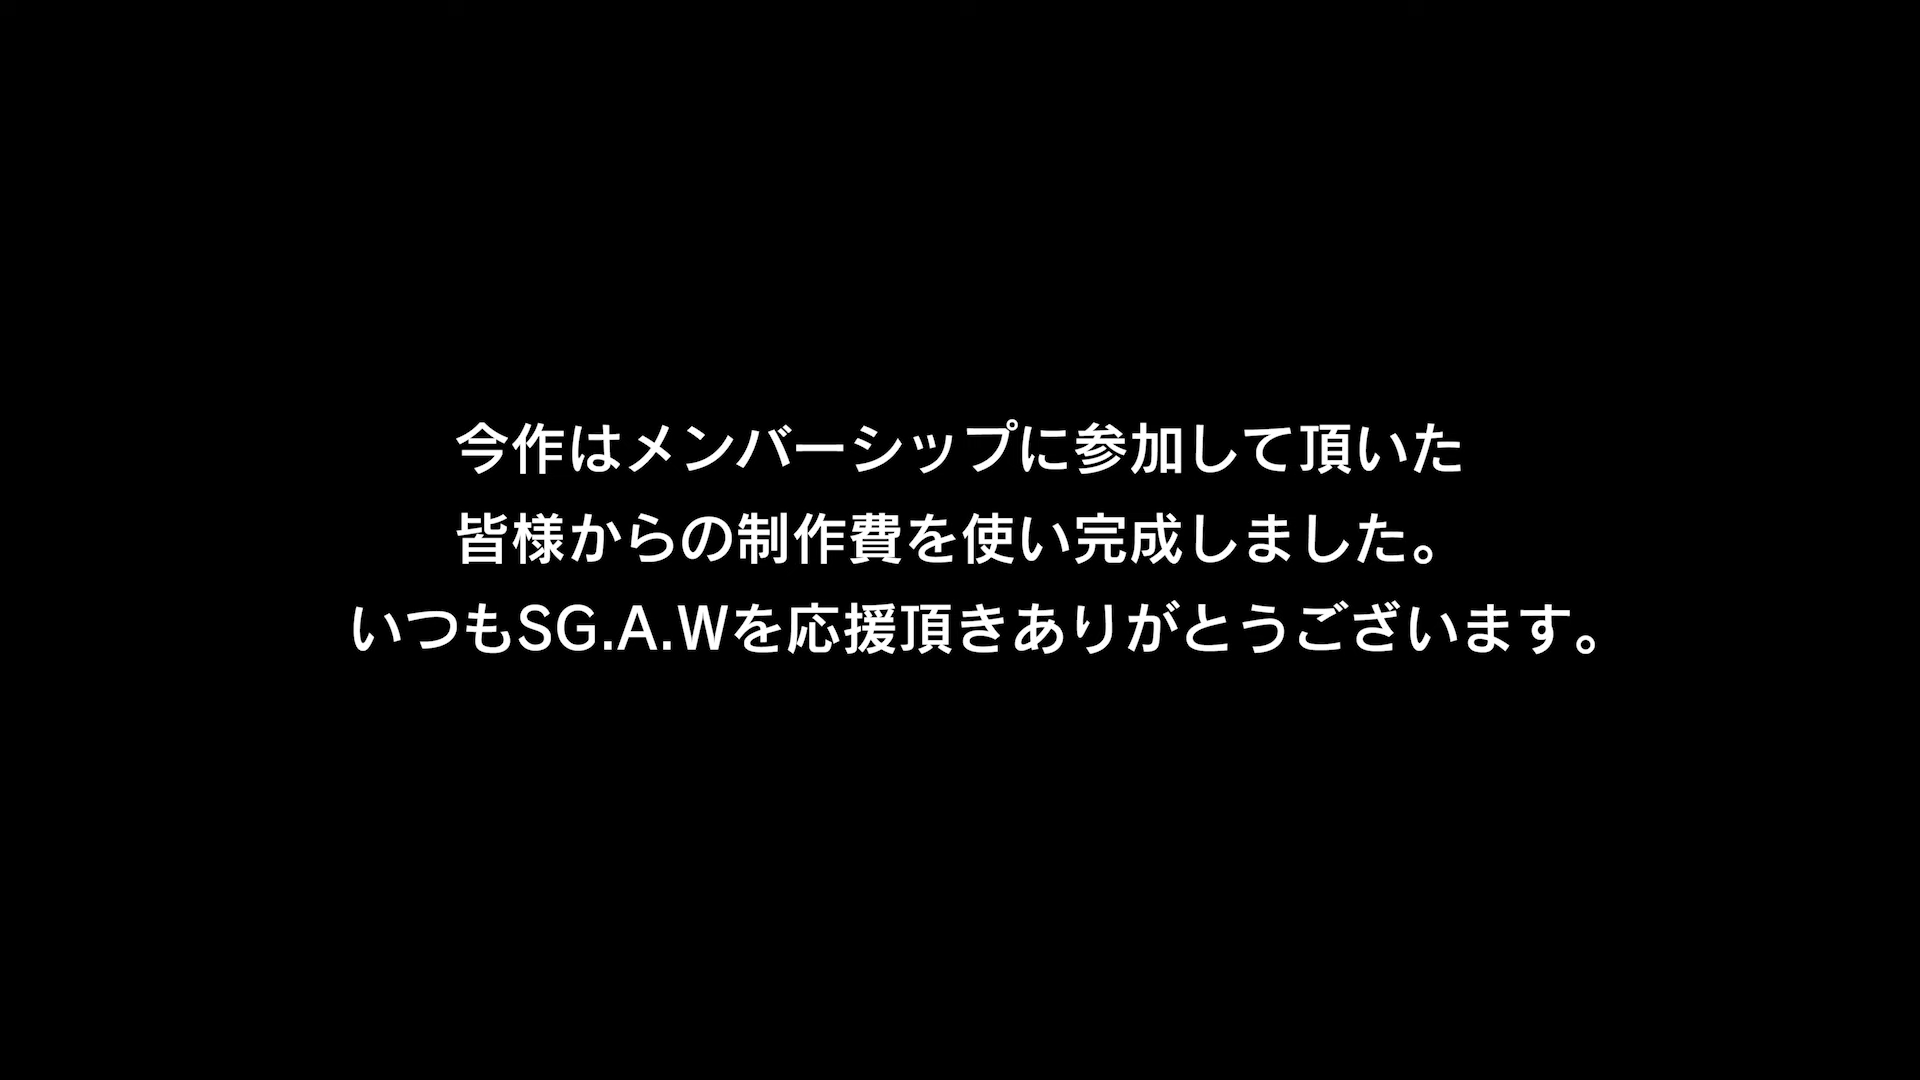 今作はメンバーシップに参加して頂いた
皆様からの制作費を使い完成しました。
いつもSG.A.Wを応援頂きありがとうございます。